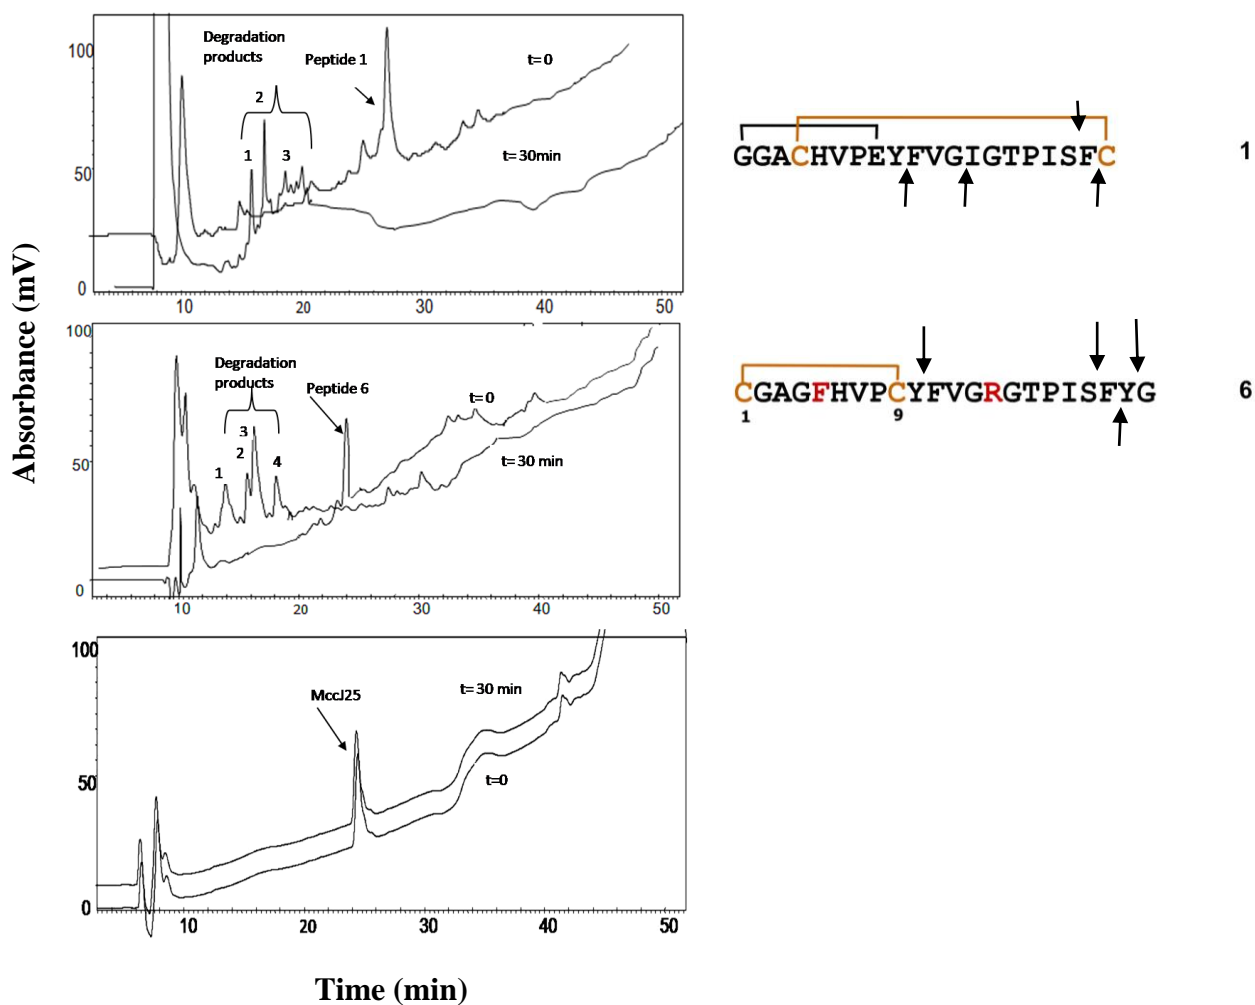 Absorbance (mV)
100
50
0
Degradation
products
Peptide 1
2
1
3
t=0
t=30min
10 20 30 40 50
GGACHVPEYFVGIGTPISFC
1
100
50
0
Degradation
products
Peptide 6
3
2
1
4
t=0
t=30 min
10 20 30 40 50
CGAGFHVPCYFVGRGTPISFYG
6
1 9
100
50
0
MccJ25
t=30 min
t=0
10 20 30 40 50
Time (min)